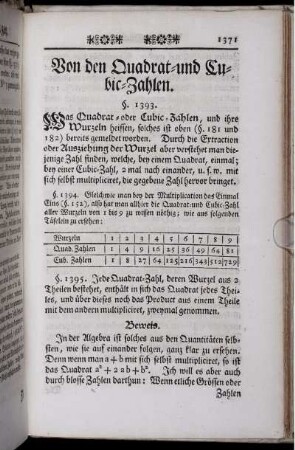 1371
Von den Quadrat-und Cu-
bic-Zahlen.
§. 1393.
Was Quadrat- oder Cubic-Zahlen, und ihre
Wurzeln heissen, solches ist oben (§. 181 und
182) bereits gemeldet worden. Durch die Extraction
oder Ausziehung der Wurzel aber verstehet man die-
jenige Zahl finden, welche, bey einem Quadrat, einmal;
bey einer Cubic-Zahl, 2 mal nach einander, u. s. w. mit
sich selbst multipliciret, die gegebene Zahl hervor bringet.
§. 1394. Gleichwie man bey der Multiplication des Einmal
Eins (§. 152), also hat man allhier die Quadrat-und Cubic-Zahl
aller Wurzeln von 1 bis 9 zu wissen nöthig; wie aus folgenden
Täfelein zu ersehen:
Wurzeln | 1 | 2 | 3 | 4 | 5 | 6 | 7 | 8 | 9
Quad. Zahlen | 1 | 4 | 9 | 16 | 25 | 36 | 49 | 64 | 81
Cub. Zahlen | 1 | 8 | 27 | 64 | 125 | 216 | 343 | 512 | 729
§. 1395. Jede Quadrat-Zahl, deren Wurzel aus 2
Theilen bestehet, enthält in sich das Quadrat jedes Thei-
les, und über dieses noch das Product aus einem Theile
mit dem andern multipliciret, zweymal genommen.
Beweis.
In der Algebra ist solches aus den Quantitäten selb-
sten, wie sie auf einander folgen, ganz klar zu ersehen.
Denn wenn man a + b mit sich selbst multipliciret, so ist
das Quadrat a² + 2ab + b². Ich will es aber auch
durch blosse Zahlen darthun: Wenn etliche Grössen oder
Zahlen